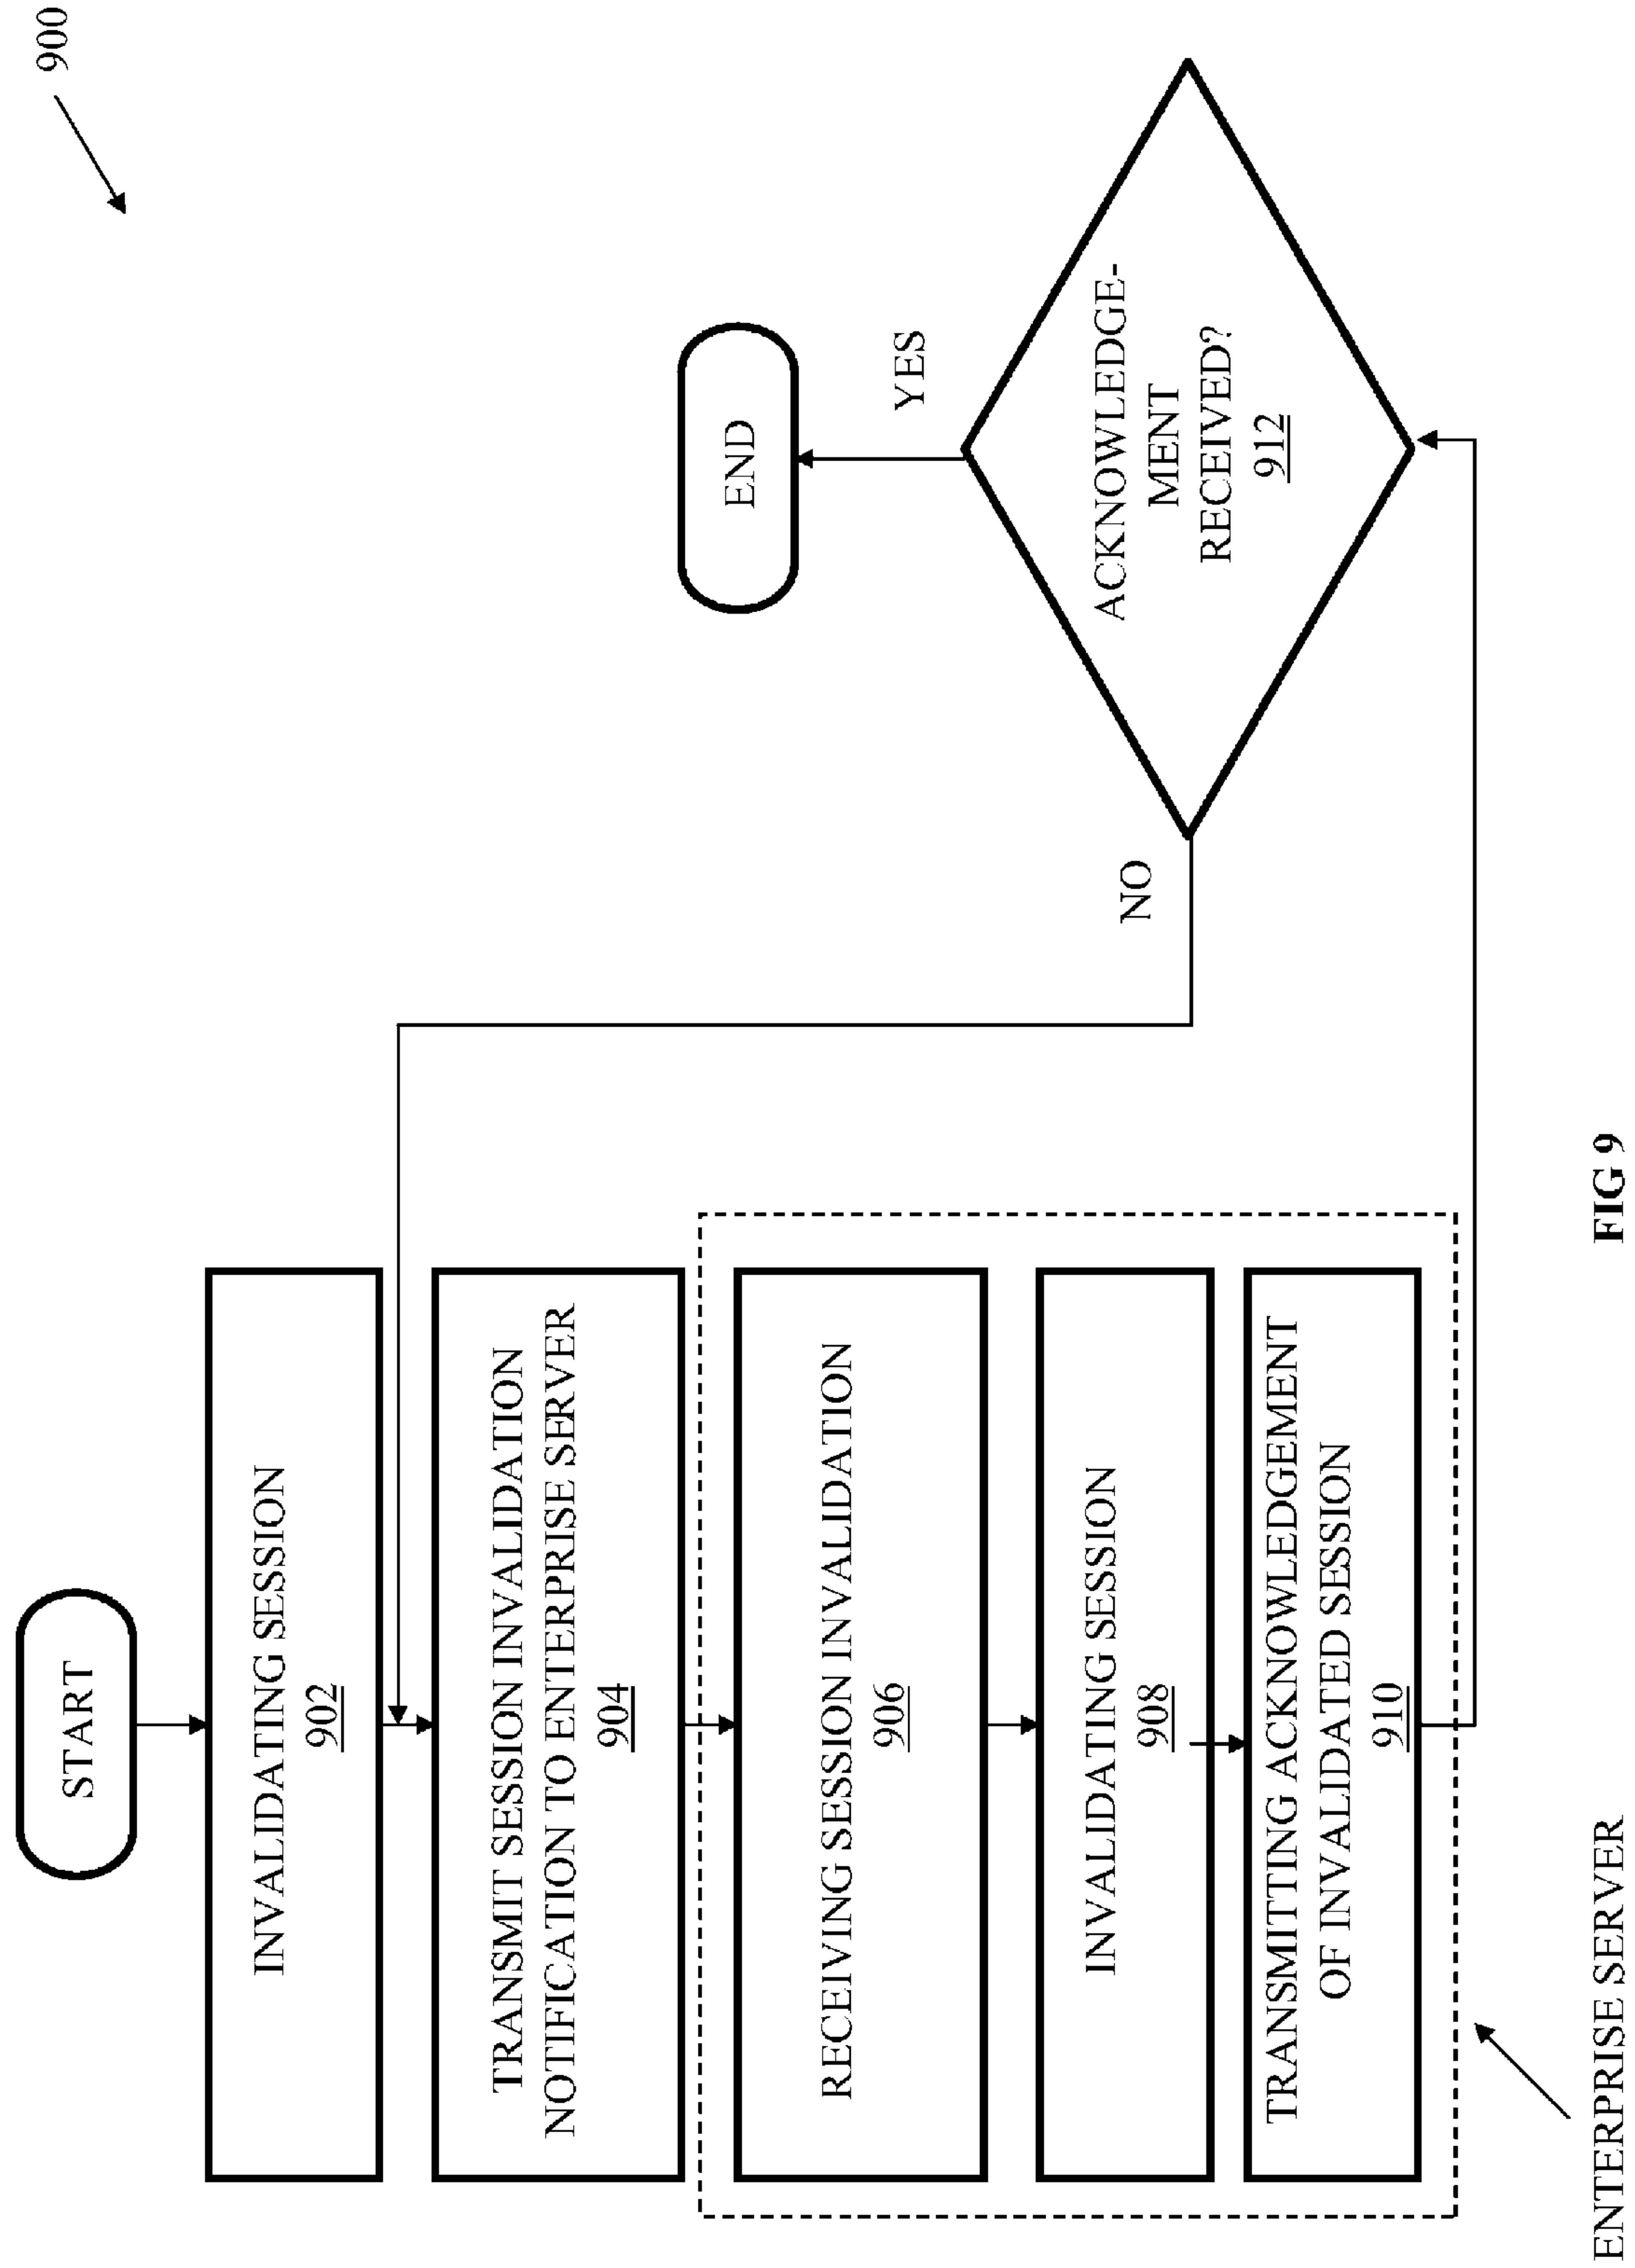 900
START
INVALIDATING SESSION
902
TRANSMIT SESSION INVALIDATION
NOTIFICATION TO ENTERPRISE SERVER
904
RECEIVING SESSION INVALIDATION
906
INVALIDATING SESSION
908
TRANSMITTING ACKNOWLEDGEMENT
OF INVALIDATED SESSION
910
ENTERPRISE SERVER
END
YES
NO
ACKNOWLEDGE-
MENT
RECEIVED?
912
FIG 9